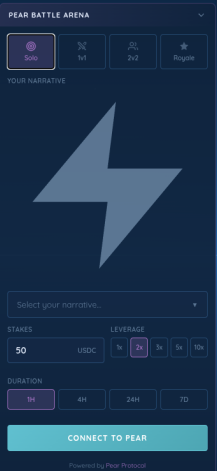 PEAR BATTLE ARENA
Solo
1v1
2v2
Royale
YOUR NARRATIVE
Select your narrative...
STAKES
LEVERAGE
50 USDC
1x 2x 3x 5x 10x
DURATION
1H 4H 24H 7D
CONNECT TO PEAR
Powered by Pear Protocol